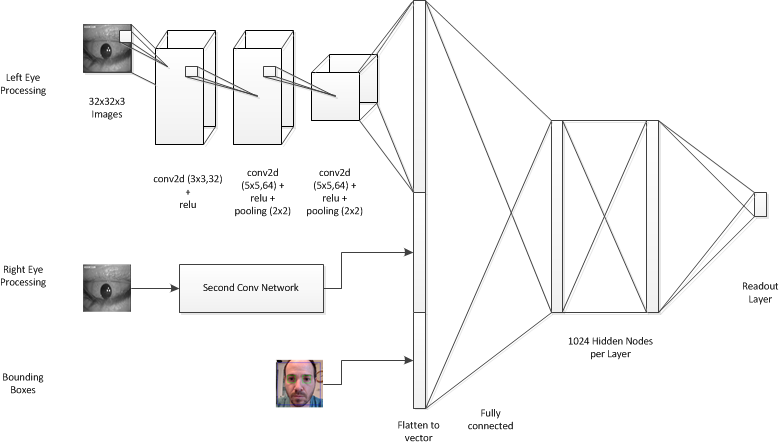 Left Eye
Processing
32x32x3
Images
conv2d (3x3,32)
+
relu
conv2d
(5x5,64) +
relu +
pooling (2x2)
conv2d
(5x5,64) +
relu +
pooling (2x2)
Right Eye
Processing
Second Conv Network
Readout
Layer
1024 Hidden Nodes
per Layer
Bounding
Boxes
Flatten to
vector
Fully
connected